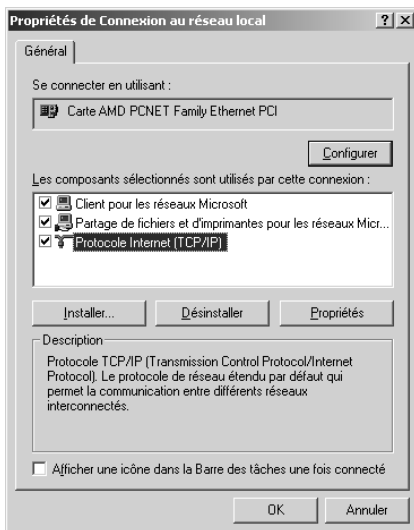 Propriétés de Connexion au réseau local
Général
Se connecter en utilisant :
Carte AMD PCNET Family Ethernet PCI
Configurer
Les composants sélectionnés sont utilisés par cette connexion :
Client pour les réseaux Microsoft
Partage de fichiers et d'imprimantes pour les réseaux Micr...
Protocole Internet (TCP/IP)
Installer...
Désinstaller
Propriétés
Description
Protocole TCP/IP (Transmission Control Protocol/Internet
Protocol). Le protocole de réseau étendu par défaut qui
permet la communication entre différents réseaux
interconnectés.
Afficher une icône dans la Barre des tâches une fois connecté
OK
Annuler